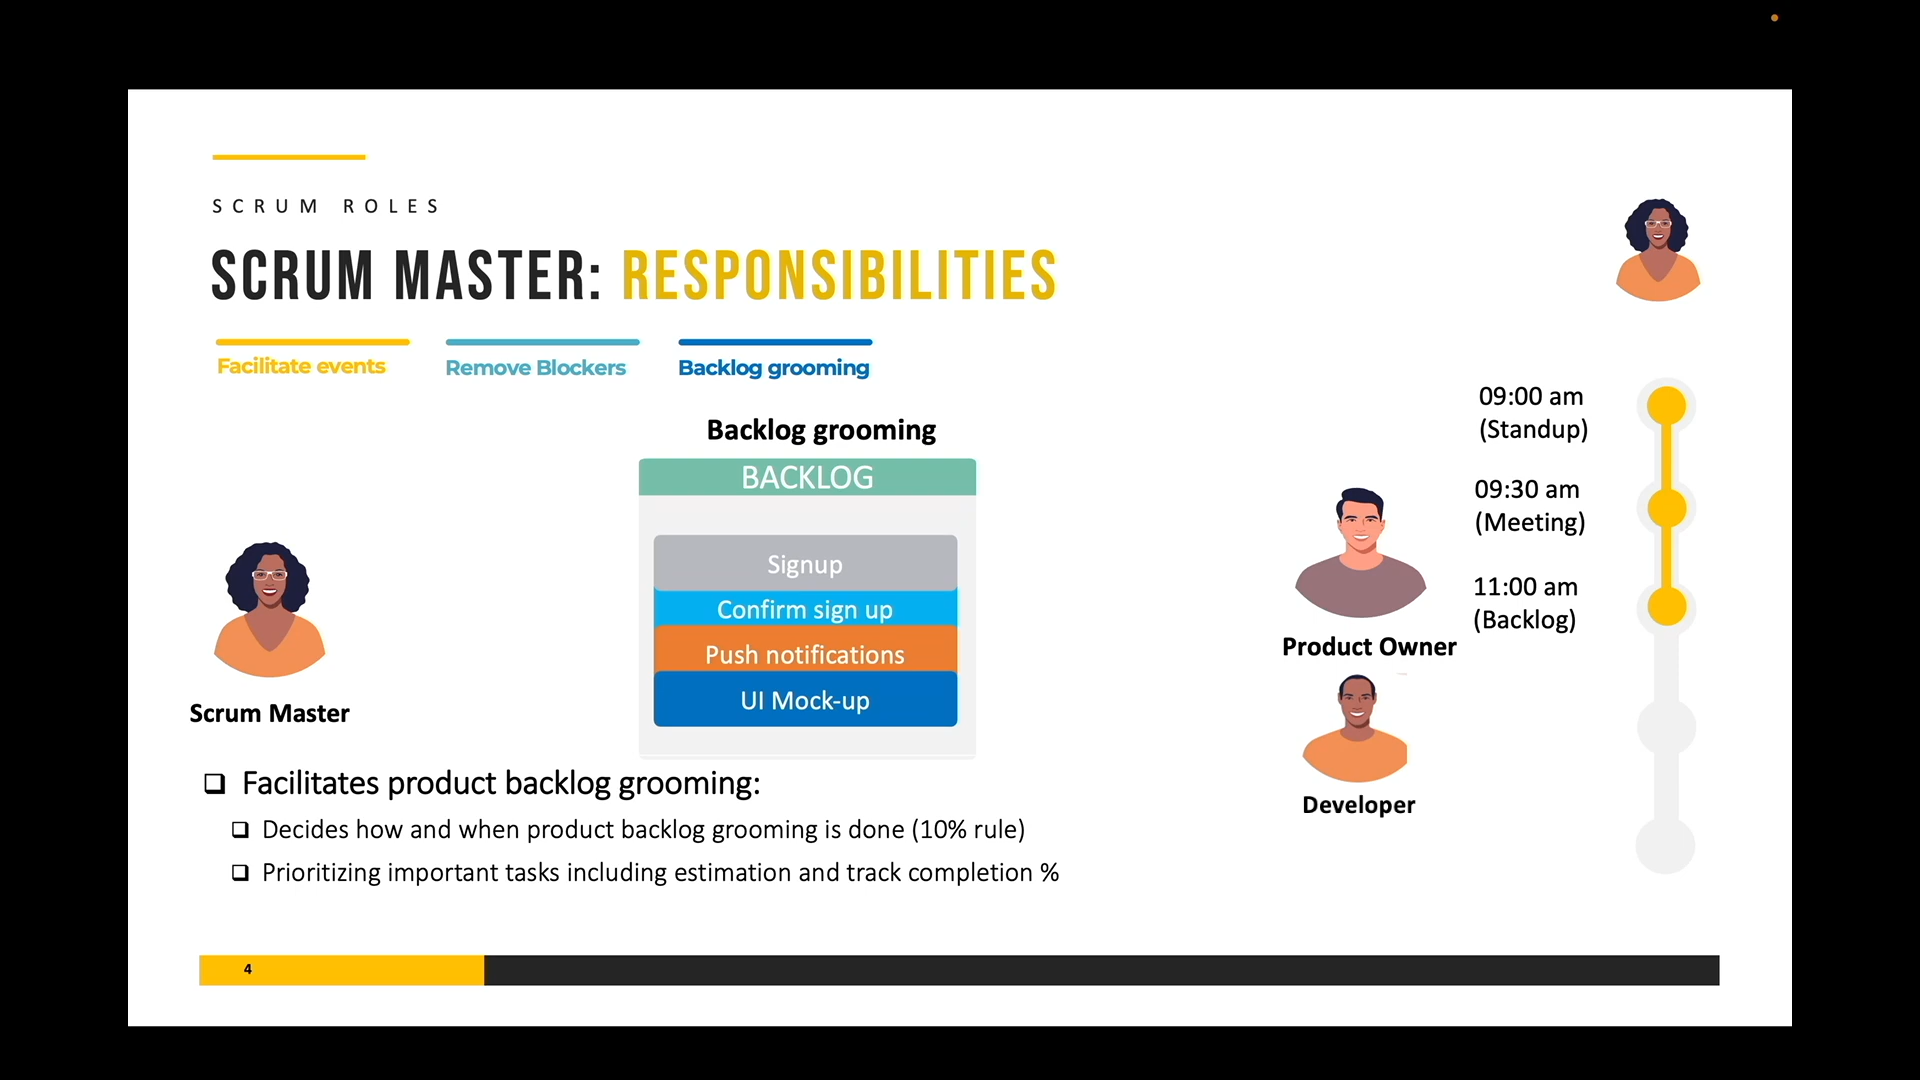 SCRUM ROLES
SCRUM MASTER: RESPONSIBILITIES
Facilitate events
Remove Blockers
Backlog grooming
Backlog grooming
BACKLOG
Signup
Confirm sign up
Push notifications
UI Mock-up
Scrum Master
09:00 am
(Standup)
09:30 am
(Meeting)
11:00 am
(Backlog)
Product Owner
Developer
Facilitates product backlog grooming:
Decides how and when product backlog grooming is done (10% rule)
Prioritizing important tasks including estimation and track completion %
4